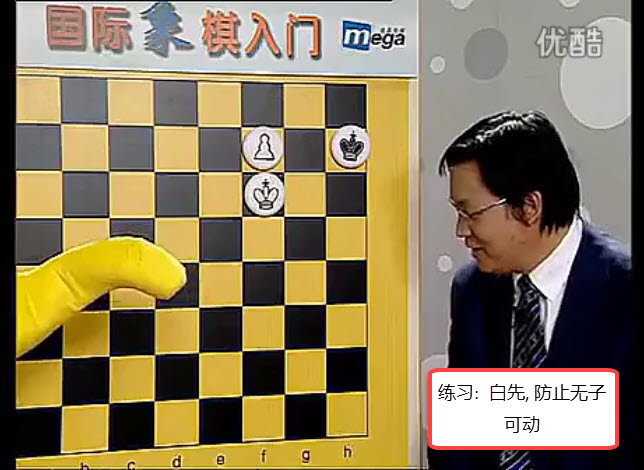 国际象棋入门
mega
优酷
练习: 白先, 防止无子
可动
b c d e f g h